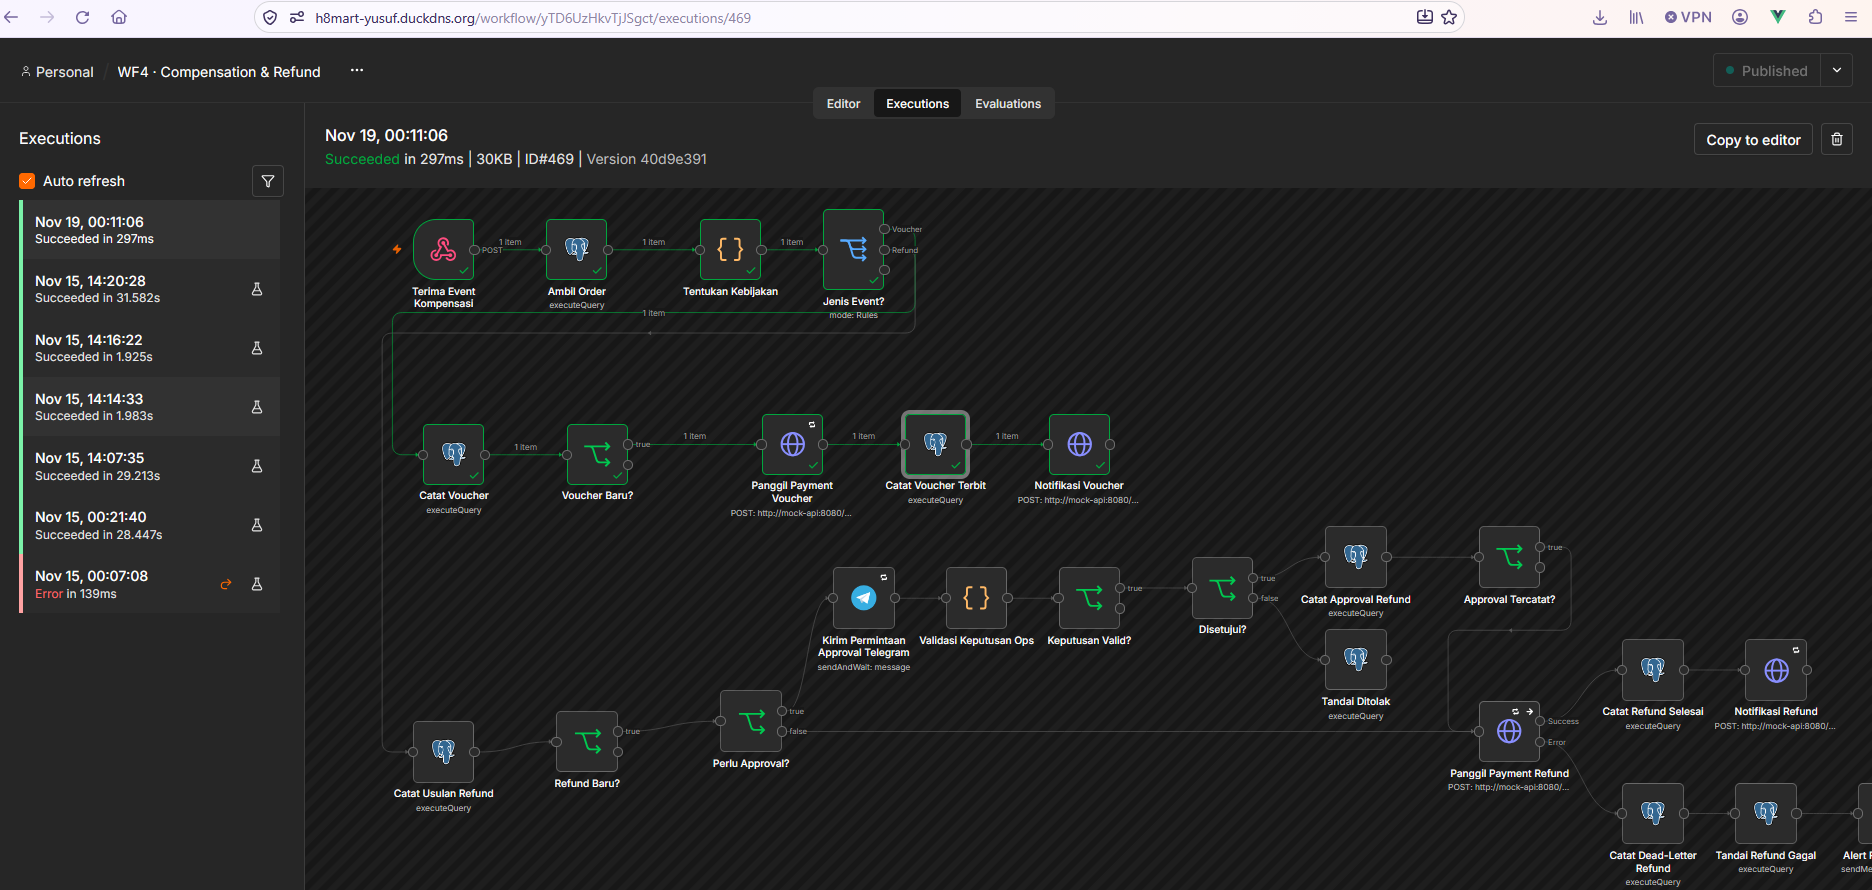 h8mart-yusuf.duckdns.org/workflow/yTD6UzHkvTjJSgct/executions/469
VPN
Personal / WF4 · Compensation & Refund ...
Published
Editor
Executions
Evaluations
Executions
Auto refresh
Nov 19, 00:11:06
Succeeded in 297ms
Nov 15, 14:20:28
Succeeded in 31.582s
Nov 15, 14:16:22
Succeeded in 1.925s
Nov 15, 14:14:33
Succeeded in 1.983s
Nov 15, 14:07:35
Succeeded in 29.213s
Nov 15, 00:21:40
Succeeded in 28.447s
Nov 15, 00:07:08
Error in 139ms
Nov 19, 00:11:06
Succeeded in 297ms | 30KB | ID#469 | Version 40d9e391
Copy to editor
POST
1 item
1 item
1 item
Voucher
Refund
Terima Event
Kompensasi
Ambil Order
executeQuery
Tentukan Kebijakan
Jenis Event?
mode: Rules
1 item
Catat Voucher
executeQuery
1 item
Voucher Baru?
true
1 item
Panggil Payment
Voucher
POST: http://mock-api:8080/...
1 item
Catat Voucher Terbit
executeQuery
1 item
Notifikasi Voucher
POST: http://mock-api:8080/...
Kirim Permintaan
Approval Telegram
sendAndWait: message
Validasi Keputusan Ops
Keputusan Valid?
true
Disetujui?
true
false
Catat Approval Refund
executeQuery
Approval Tercatat?
true
Tandai Ditolak
executeQuery
Catat Usulan Refund
executeQuery
Refund Baru?
true
Perlu Approval?
true
false
Panggil Payment Refund
POST: http://mock-api:8080/...
Success
Error
Catat Refund Selesai
executeQuery
Notifikasi Refund
POST: http://mock-api:8080/...
Catat Dead-Letter
Refund
executeQuery
Tandai Refund Gagal
executeQuery
Alert
sendMe